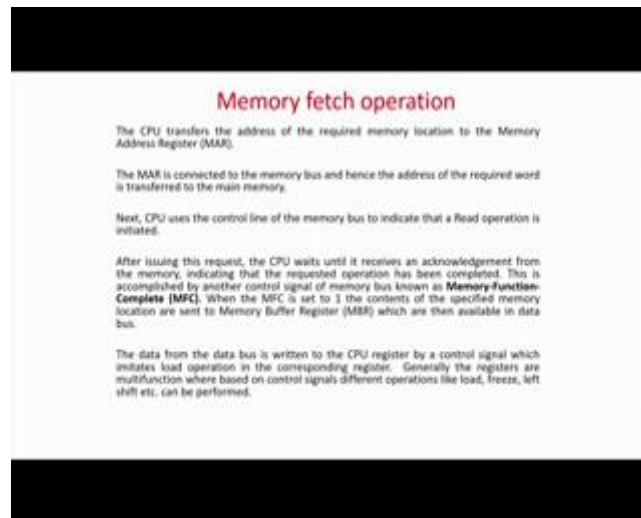 Memory fetch operation
The CPU transfers the address of the required memory location to the Memory
Address Register (MAR).
The MAR is connected to the memory bus and hence the address of the required word
is transferred to the main memory.
Next, CPU uses the control line of the memory bus to indicate that a Read operation is
initiated.
After issuing this request, the CPU waits until it receives an acknowledgement from
the memory, indicating that the requested operation has been completed. This is
accomplished by another control signal of memory bus known as Memory-Function-
Complete (MFC). When the MFC is set to 1 the contents of the specified memory
location are sent to Memory Buffer Register (MBR) which are then available in data
bus.
The data from the data bus is written to the CPU register by a control signal which
imitates load operation in the corresponding register. Generally the registers are
multifunction where based on control signals different operations like load, freeze, left
shift etc. can be performed.